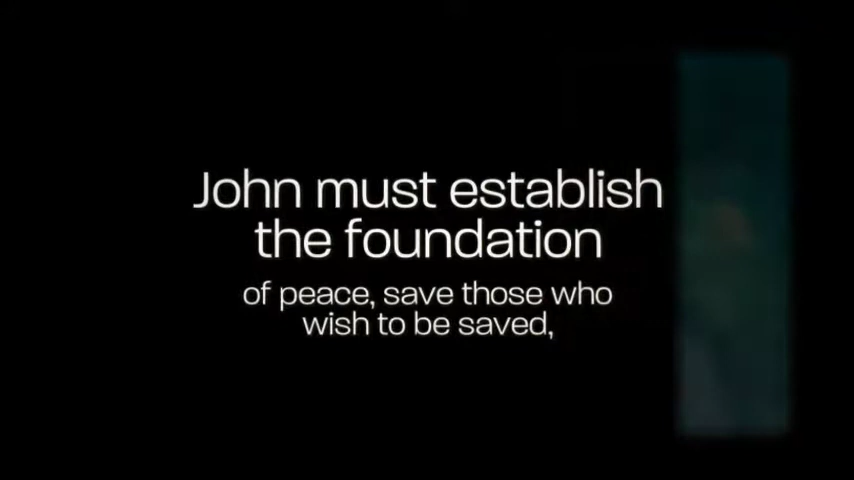 John must establish
the foundation
of peace, save those who
wish to be saved,